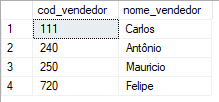 cod_vendedor nome_vendedor
1 111 Carlos
2 240 Antônio
3 250 Mauricio
4 720 Felipe